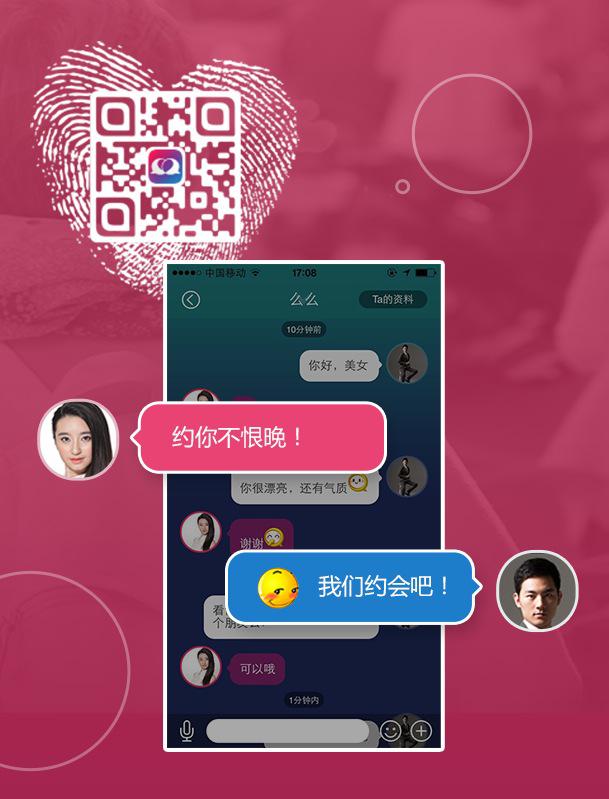 中国移动
17:08
么么
Ta的资料
10分钟前
你好，美女
约你不恨晚！
你很漂亮，还有气质
谢谢
我们约会吧！
看
个朋友
可以哦
1分钟内